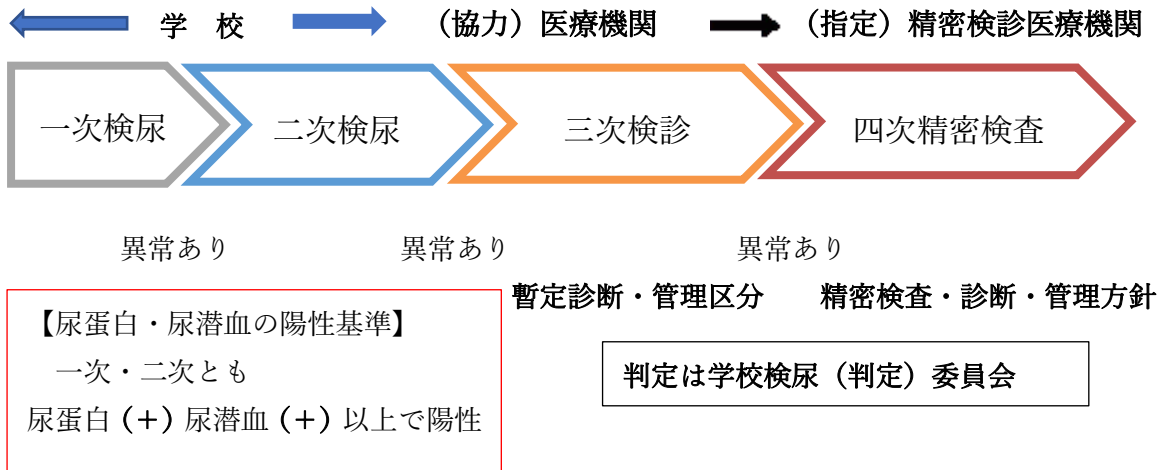 学 校 (協力)医療機関 (指定)精密検診医療機関
一次検尿 二次検尿 三次検診 四次精密検査
異常あり 異常あり 異常あり
暫定診断・管理区分 精密検査・診断・管理方針
【尿蛋白・尿潜血の陽性基準】
一次・二次とも
尿蛋白(+)尿潜血(+)以上で陽性
判定は学校検尿(判定)委員会